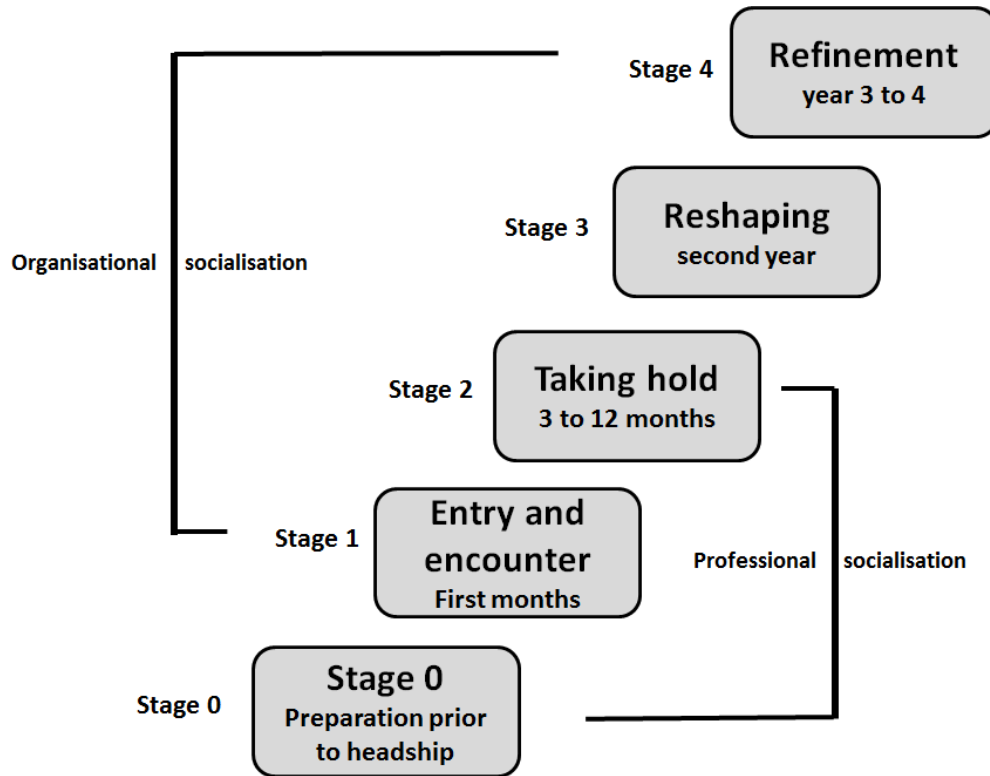 Stage 4
Refinement
year 3 to 4
Stage 3
Reshaping
second year
Organisational socialisation
Stage 2
Taking hold
3 to 12 months
Stage 1
Entry and
encounter
First months
Professional socialisation
Stage 0
Stage 0
Preparation prior
to headship